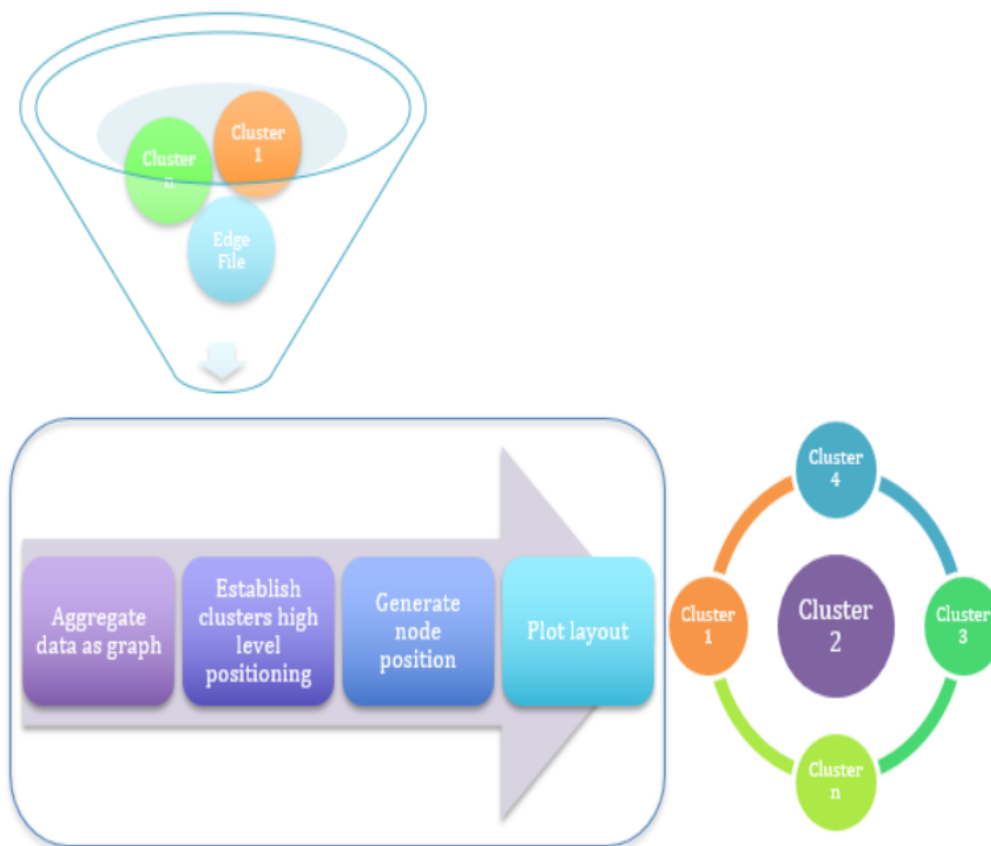 Cluster
1
Cluster
n
Edge
File
Aggregate
data as graph
Establish
clusters high
level
positioning
Generate
node
position
Plot layout
Cluster
4
Cluster
1
Cluster
2
Cluster
3
Cluster
n